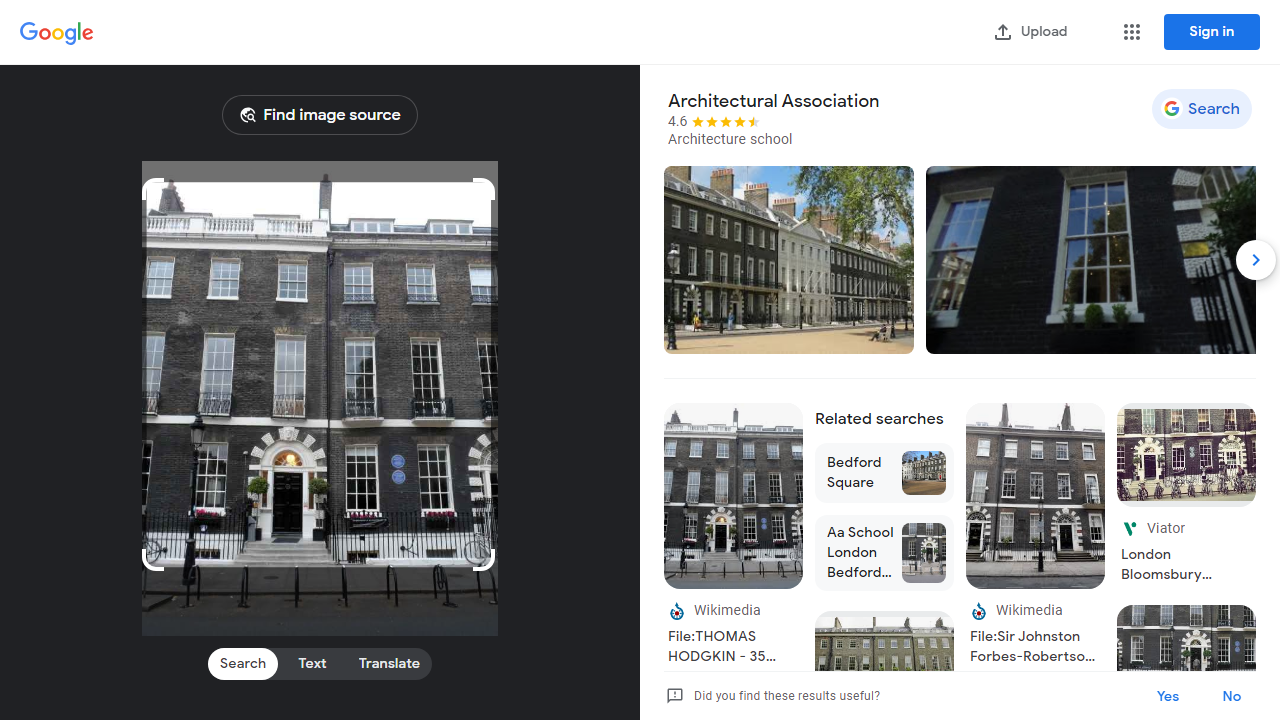 Google
Upload
Sign in
Find image source
Search
Text
Translate
Architectural Association
4.6
Architecture school
Search
Related searches
Bedford
Square
Aa School
London
Bedford...
Wikimedia
File:THOMAS
HODGKIN - 35...
Wikimedia
File:Sir Johnston
Forbes-Robertso...
Viator
London
Bloomsbury...
Did you find these results useful?
Yes
No